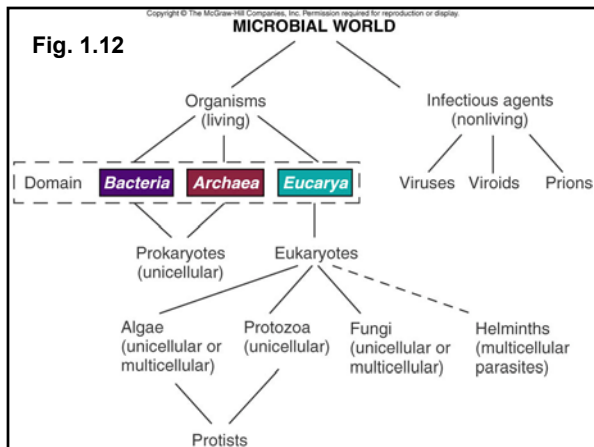 Copyright © The McGraw-Hill Companies, Inc. Permission required for reproduction or display.
MICROBIAL WORLD
Fig. 1.12
Organisms
(living)
Infectious agents
(nonliving)
Domain Bacteria Archaea Eucarya
Viruses Viroids Prions
Prokaryotes
(unicellular)
Eukaryotes
Algae
(unicellular or
multicellular)
Protozoa
(unicellular)
Fungi
(unicellular or
multicellular)
Helminths
(multicellular
parasites)
Protists